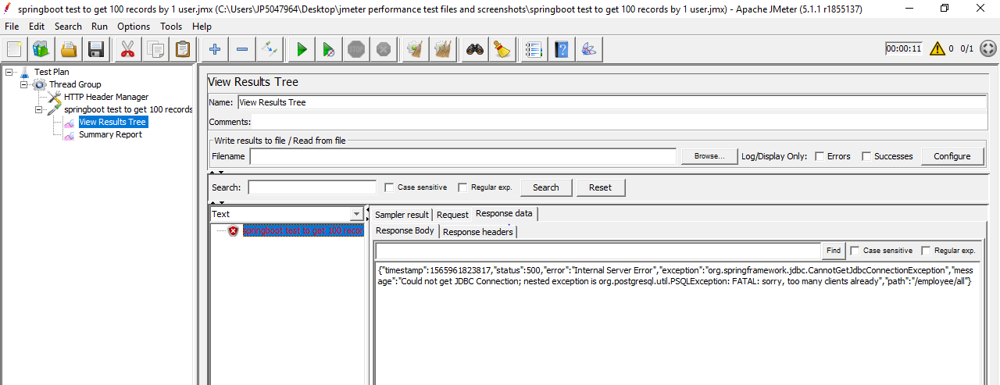 springboot test to get 100 records by 1 user.jmx (C:\Users\JP5047964\Desktop\jmeter performance test files and screenshots\springboot test to get 100 records by 1 user.jmx) - Apache JMeter (5.1.1 r1855137)
File Edit Search Run Options Tools Help
STOP
00:00:11 0 0/1
Test Plan
Thread Group
HTTP Header Manager
springboot test to get 100 records
View Results Tree
Summary Report
View Results Tree
Name: View Results Tree
Comments:
Write results to file / Read from file
Filename Browse... Log/Display Only: Errors Successes Configure
Search: Case sensitive Regular exp. Search Reset
Text
springboot test to get 100 recor
Sampler result Request Response data
Response Body Response headers
Find Case sensitive Regular exp.
{"timestamp":1565961823817,"status":500,"error":"Internal Server Error","exception":"org.springframework.jdbc.CannotGetJdbcConnectionException","mess
age":"Could not get JDBC Connection; nested exception is org.postgresql.util.PSQLException: FATAL: sorry, too many clients already","path":"/employee/all"}